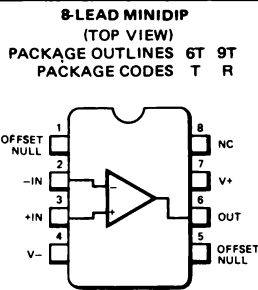 8-LEAD MINIDIP
(TOP VIEW)
PACKAGE OUTLINES 6T 9T
PACKAGE CODES T R
1
OFFSET
NULL
2
−IN
3
+IN
4
V−
8
NC
7
V+
6
OUT
5
OFFSET
NULL
−
+